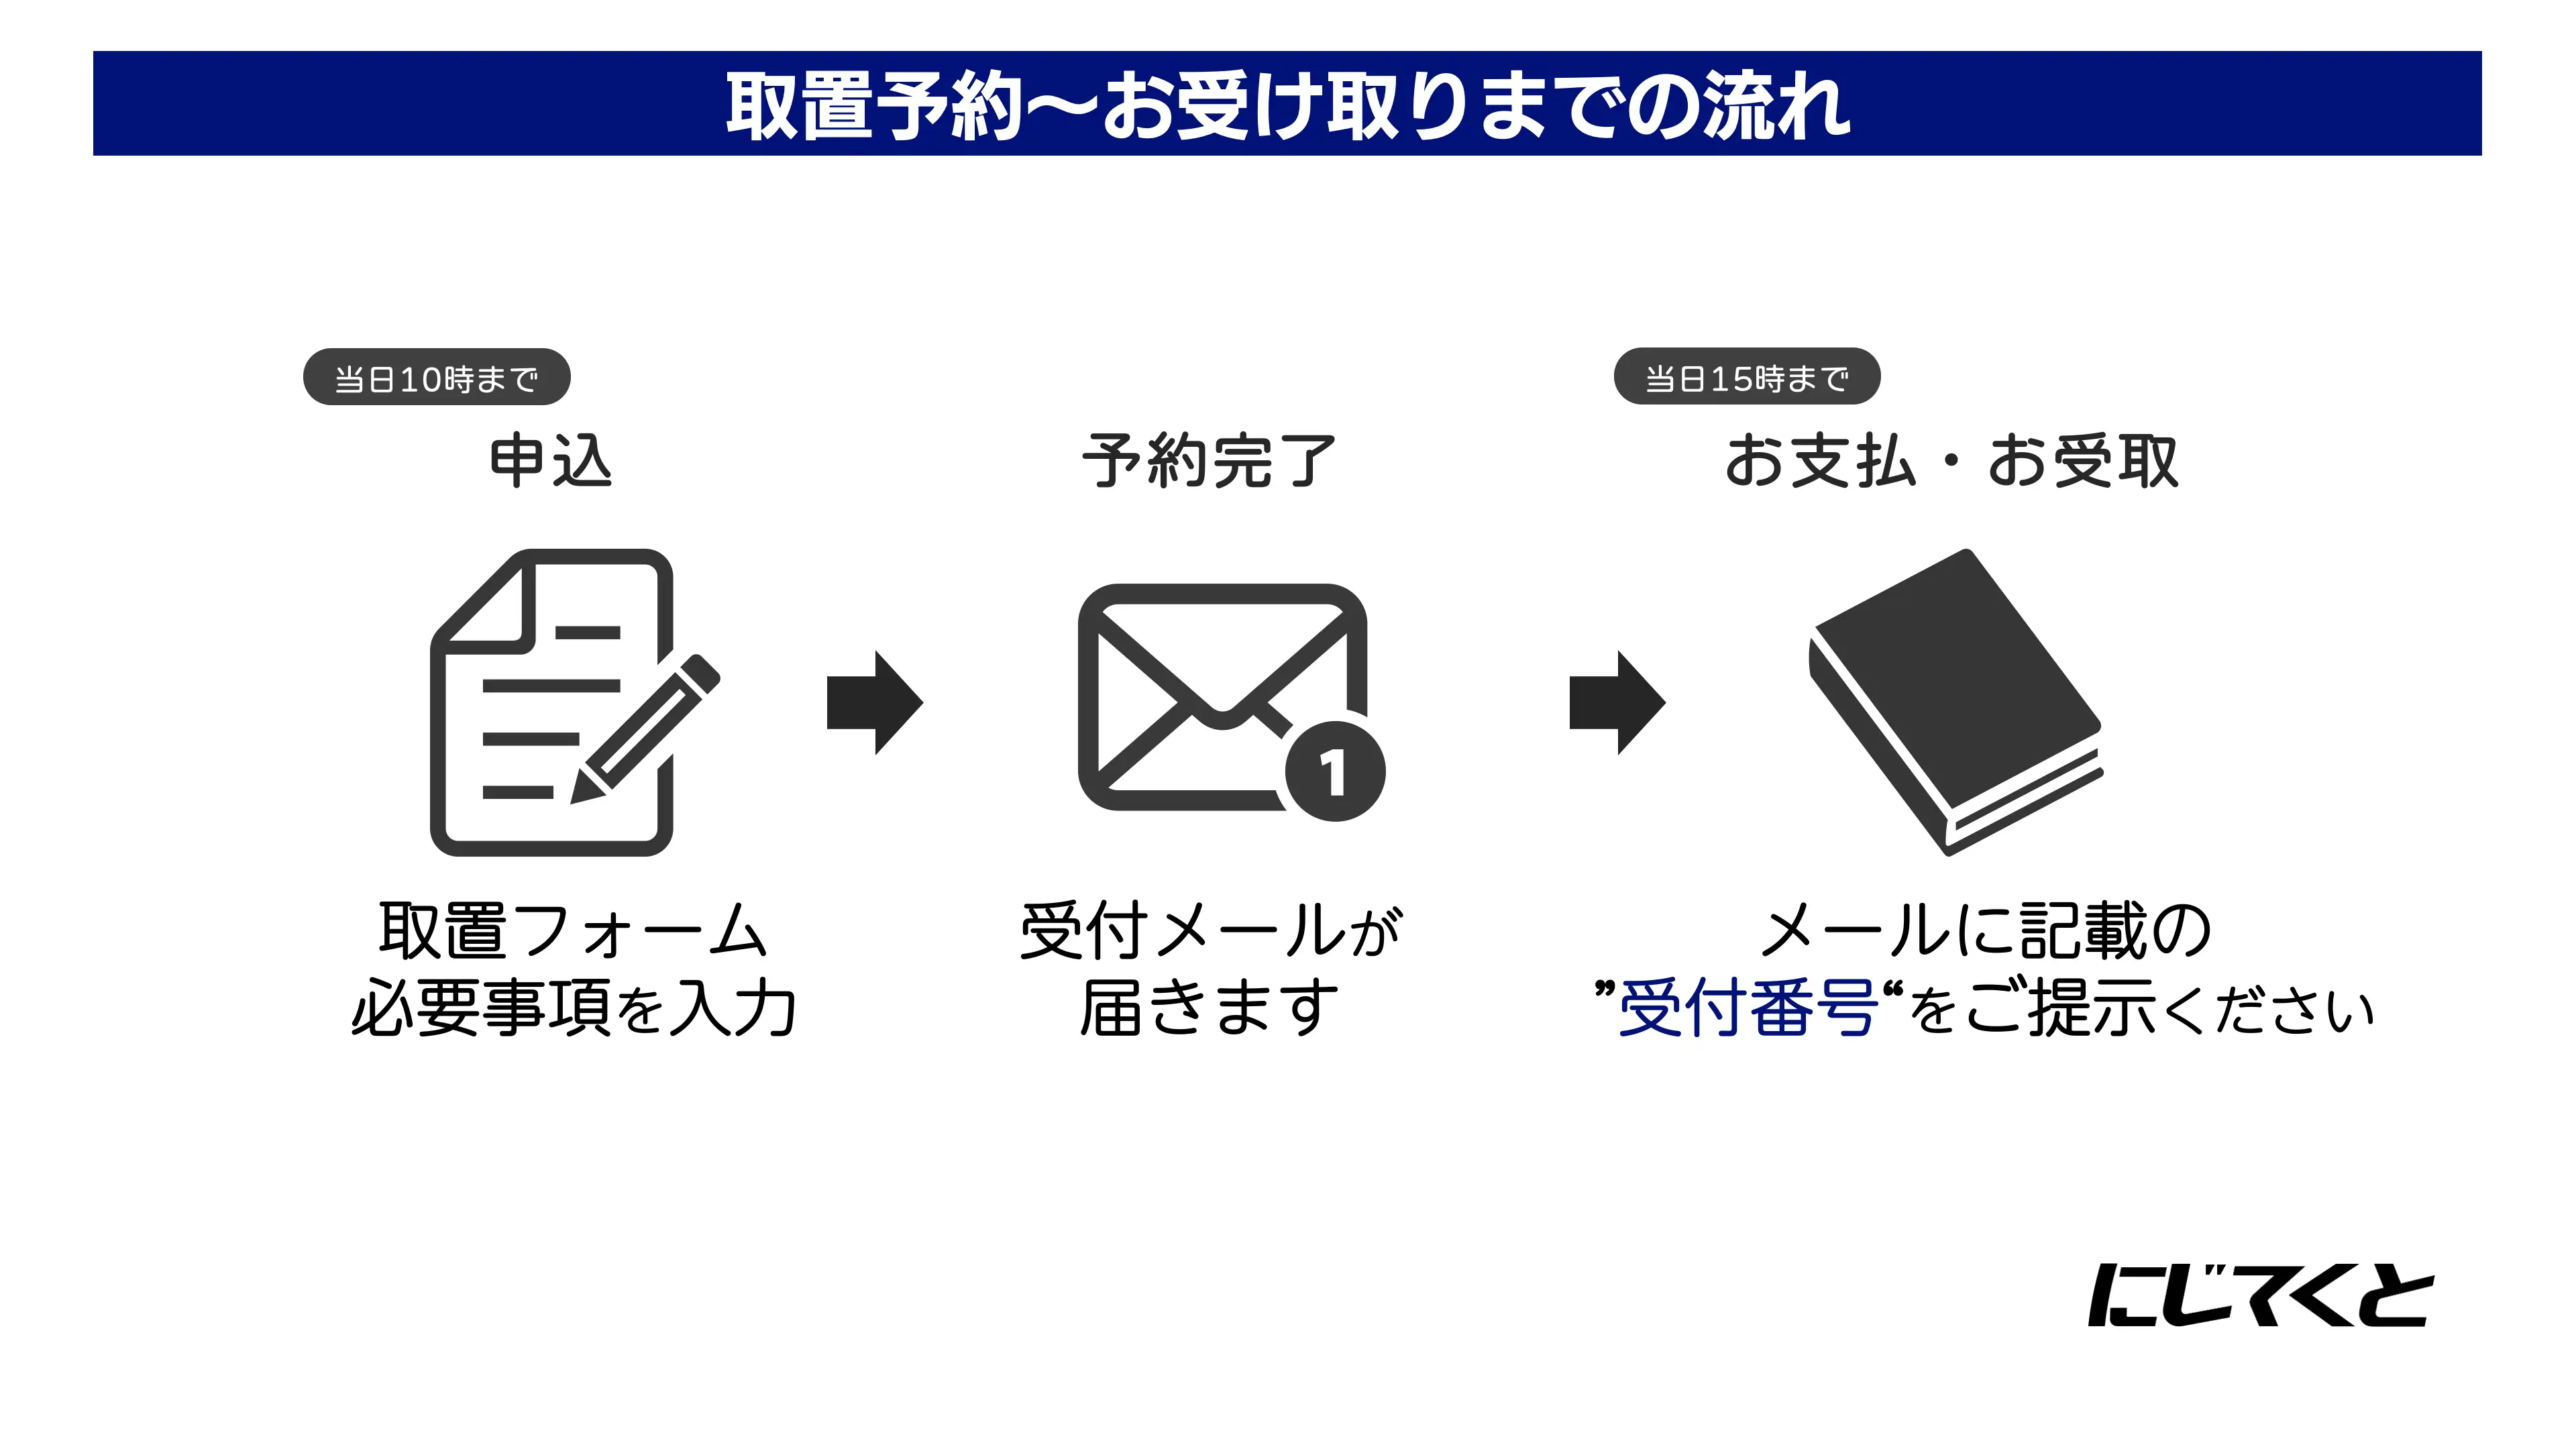 取置予約～お受け取りまでの流れ
当日10時まで
申込
取置フォーム
必要事項を入力
予約完了
1
受付メールが
届きます
当日15時まで
お支払・お受取
メールに記載の
”受付番号“をご提示ください
にじてくと